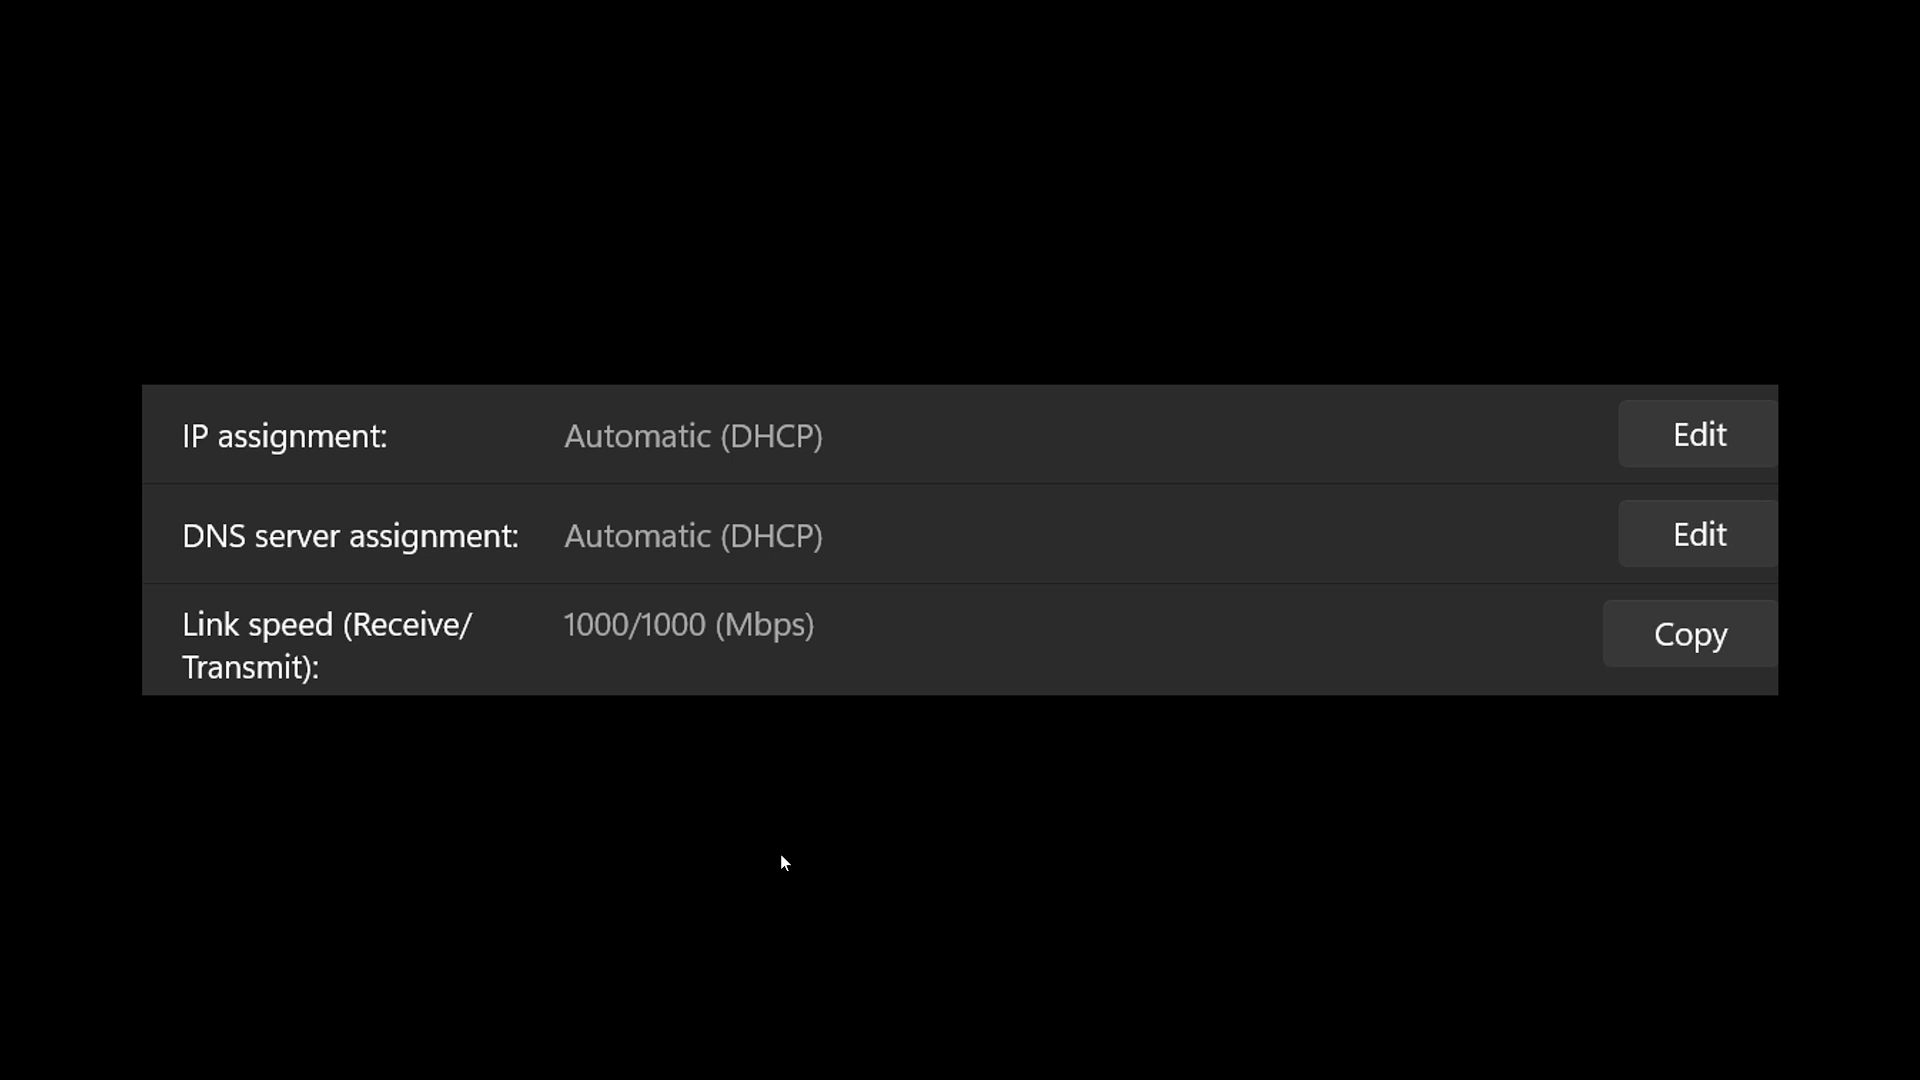 IP assignment: Automatic (DHCP) Edit
DNS server assignment: Automatic (DHCP) Edit
Link speed (Receive/ 1000/1000 (Mbps) Copy
Transmit):